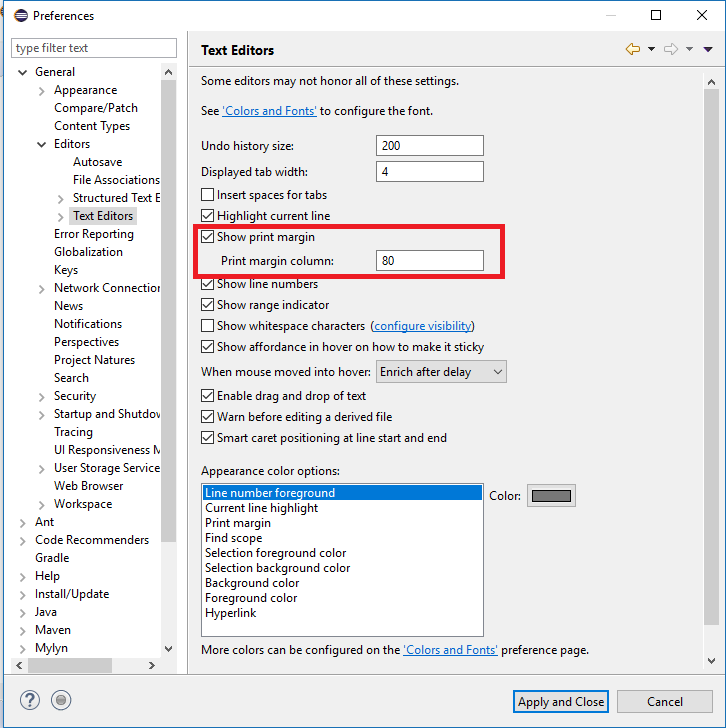 Preferences
type filter text
General
Appearance
Compare/Patch
Content Types
Editors
Autosave
File Associations
Structured Text E
Text Editors
Error Reporting
Globalization
Keys
Network Connection
News
Notifications
Perspectives
Project Natures
Search
Security
Startup and Shutdow
Tracing
UI Responsiveness M
User Storage Service
Web Browser
Workspace
Ant
Code Recommenders
Gradle
Help
Install/Update
Java
Maven
Mylyn
Text Editors
Some editors may not honor all of these settings.
See 'Colors and Fonts' to configure the font.
Undo history size: 200
Displayed tab width: 4
Insert spaces for tabs
Highlight current line
Show print margin
Print margin column: 80
Show line numbers
Show range indicator
Show whitespace characters (configure visibility)
Show affordance in hover on how to make it sticky
When mouse moved into hover: Enrich after delay
Enable drag and drop of text
Warn before editing a derived file
Smart caret positioning at line start and end
Appearance color options:
Line number foreground
Current line highlight
Print margin
Find scope
Selection foreground color
Selection background color
Background color
Foreground color
Hyperlink
Color:
More colors can be configured on the 'Colors and Fonts' preference page.
?
Apply and Close
Cancel